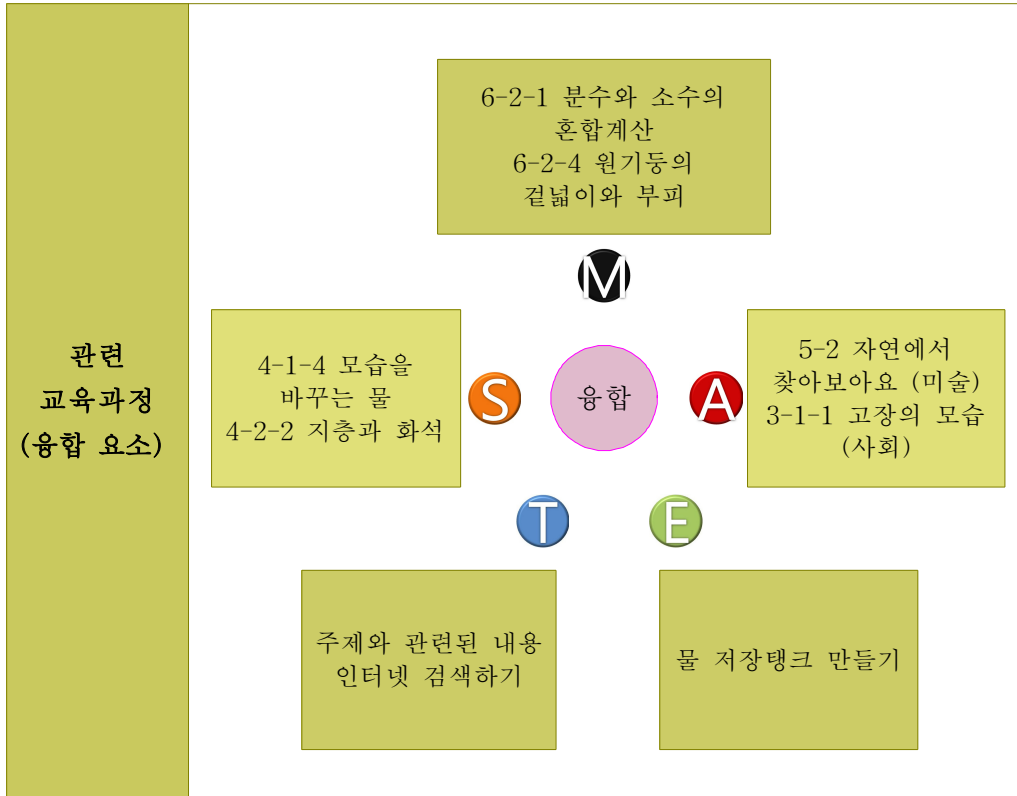 관련
교육과정
(융합 요소)
6-2-1 분수와 소수의
혼합계산
6-2-4 원기둥의
겉넓이와 부피
M
4-1-4 모습을
바꾸는 물
4-2-2 지층과 화석
S
융합
A
5-2 자연에서
찾아보아요 (미술)
3-1-1 고장의 모습
(사회)
T
E
주제와 관련된 내용
인터넷 검색하기
물 저장탱크 만들기